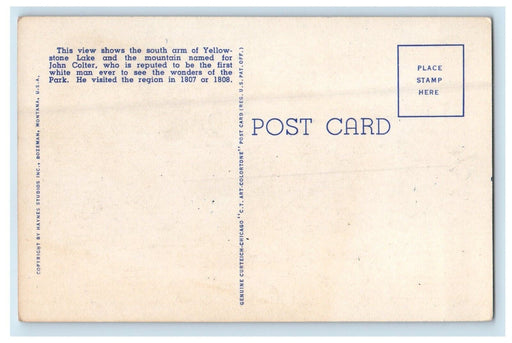 This view shows the south arm of Yellow-
stone Lake and the mountain named for
John Colter, who is reputed to be the first
white man ever to see the wonders of the
Park. He visited the region in 1807 or 1808.
COPYRIGHT BY HAYNES STUDIOS INC., BOZEMAN, MONTANA, U.S.A.
GENUINE CURTEICH-CHICAGO "C.T. ART-COLORTONE" POST CARD (REG. U.S. PAT. OFF.)
POST CARD
PLACE
STAMP
HERE